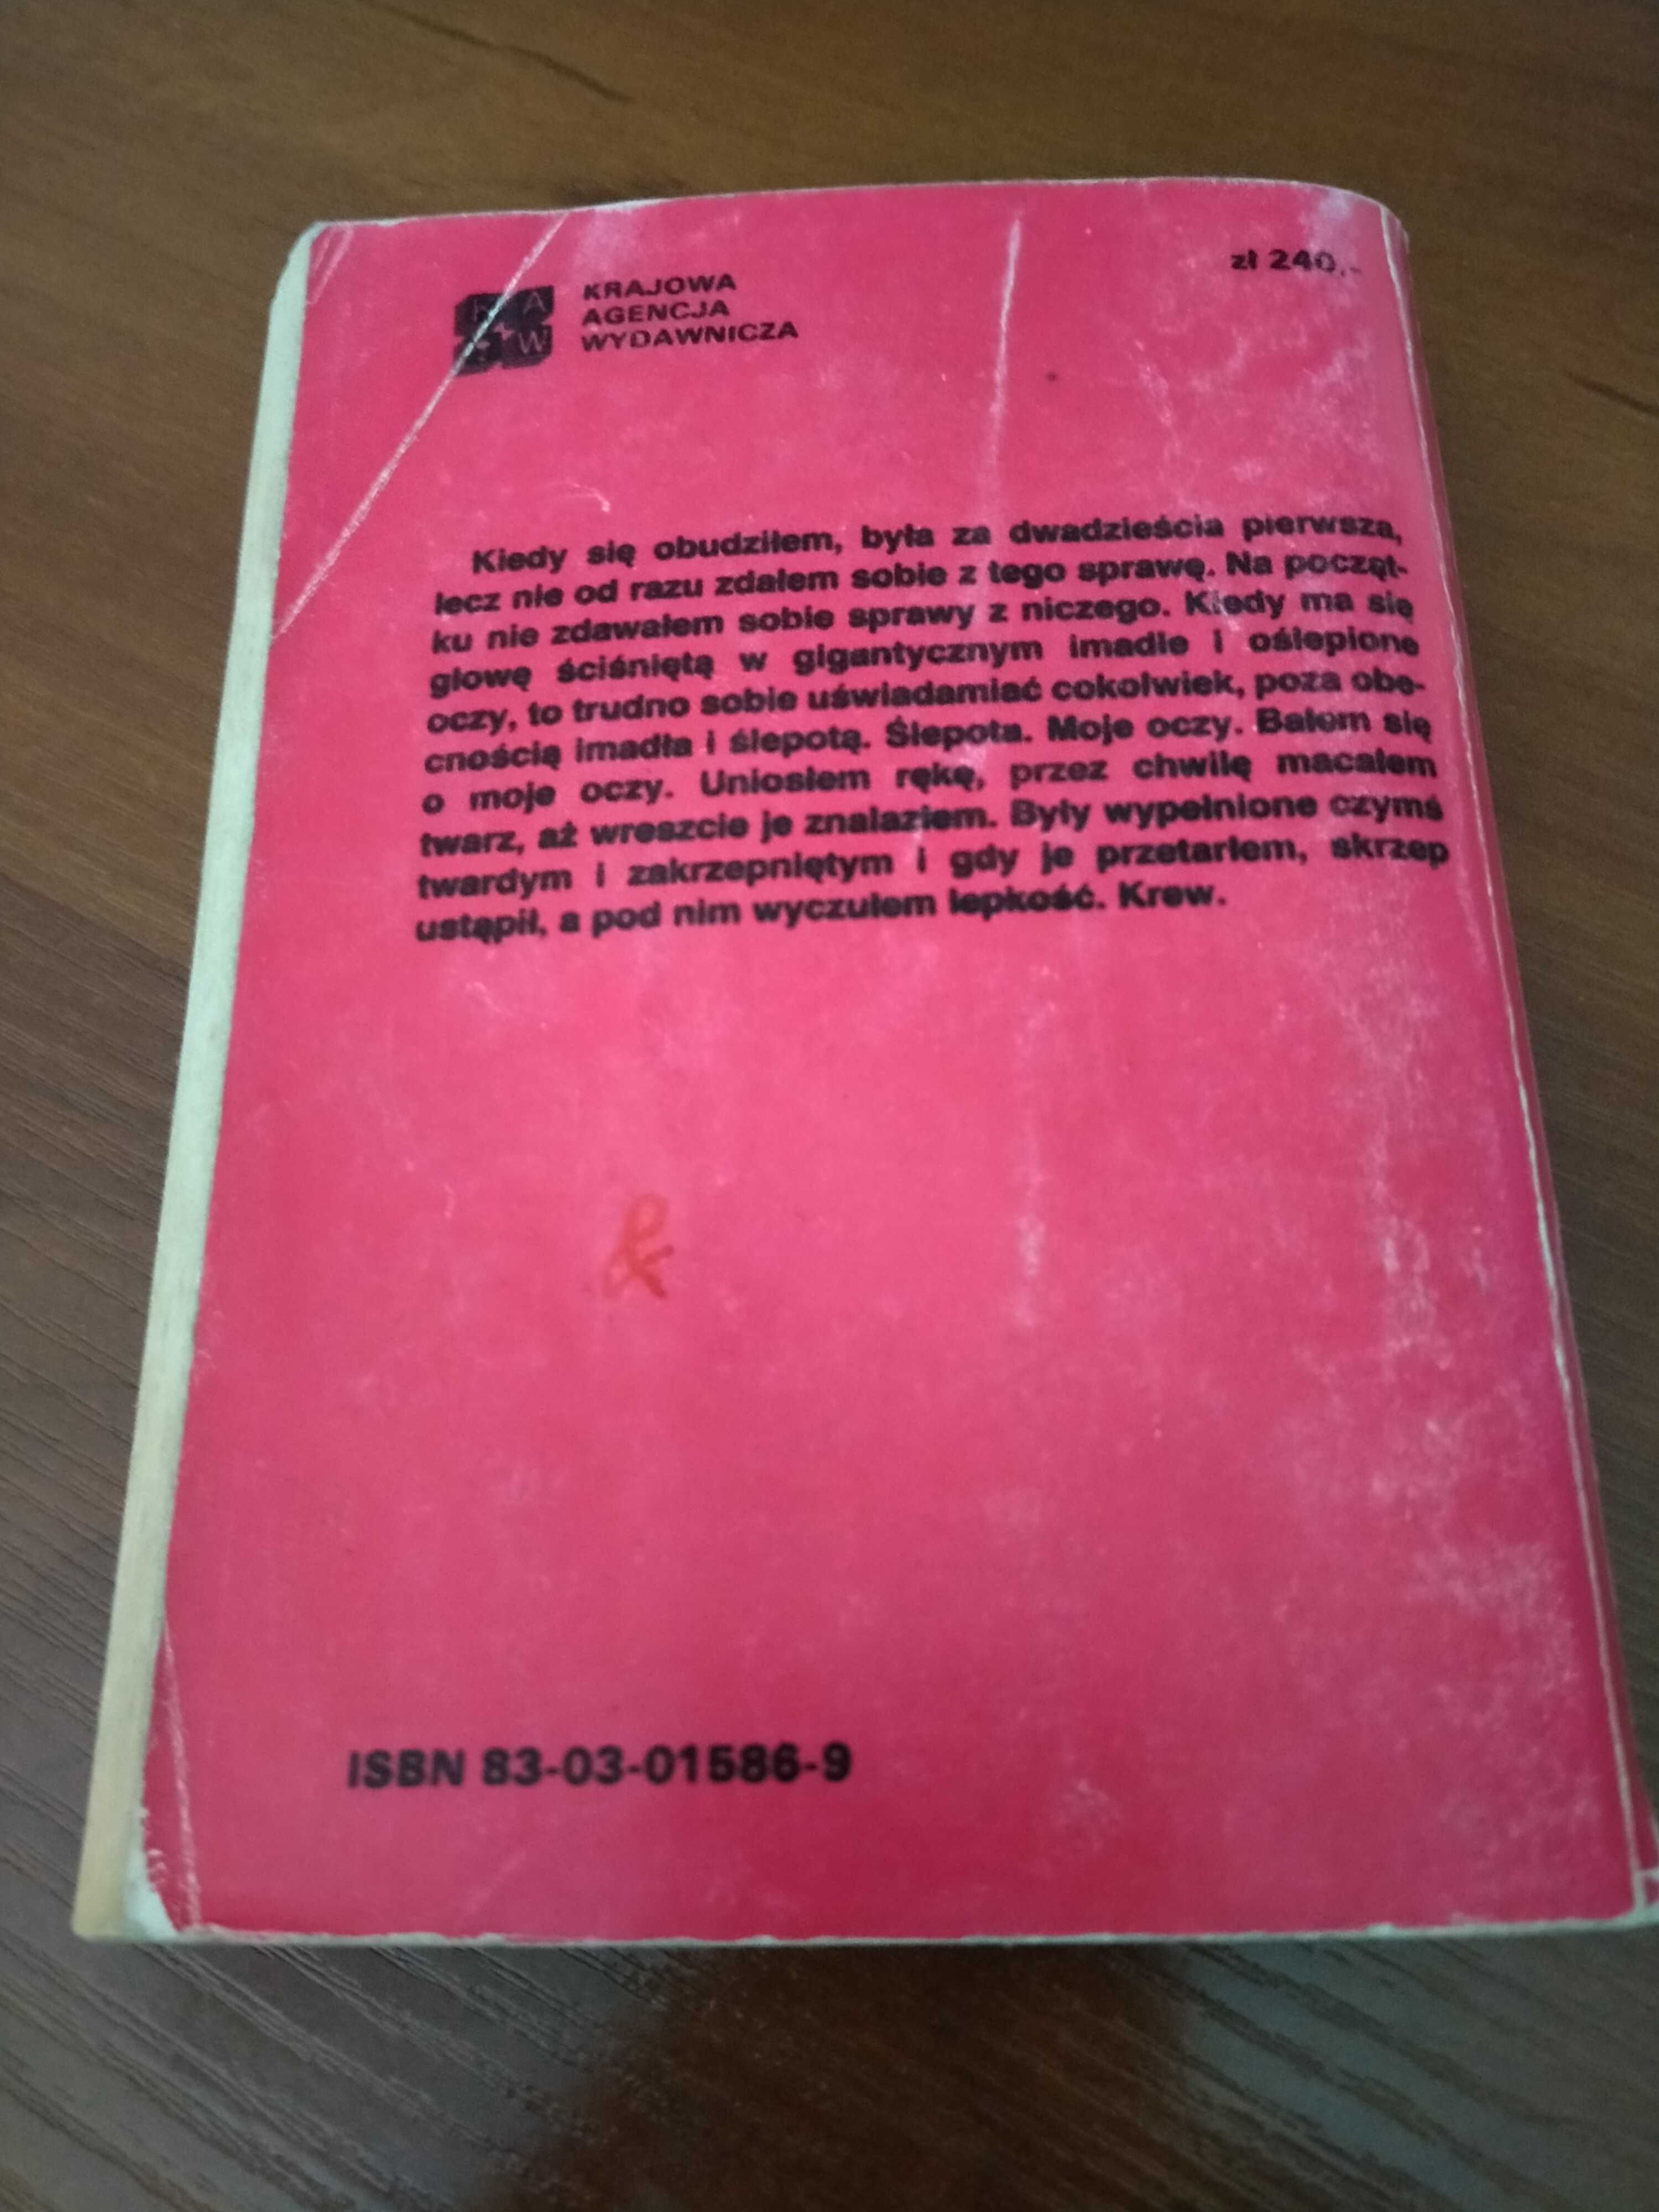 K A
W
KRAJOWA
AGENCJA
WYDAWNICZA
zł 240,-
Kiedy się obudziłem, była za dwadzieścia pierwsza,
lecz nie od razu zdałem sobie z tego sprawę. Na począt-
ku nie zdawałem sobie sprawy z niczego. Kiedy ma się
głowę ściśniętą w gigantycznym imadle i oślepione
oczy, to trudno sobie uświadamiać cokolwiek, poza obe-
cnością imadła i ślepotą. Ślepota. Moje oczy. Bałem się
o moje oczy. Uniosłem rękę, przez chwilę macałem
twarz, aż wreszcie je znalazłem. Były wypełnione czymś
twardym i zakrzepniętym i gdy je przetarłem, skrzep
ustąpił, a pod nim wyczułem lepkość. Krew.
ISBN 83-03-01586-9